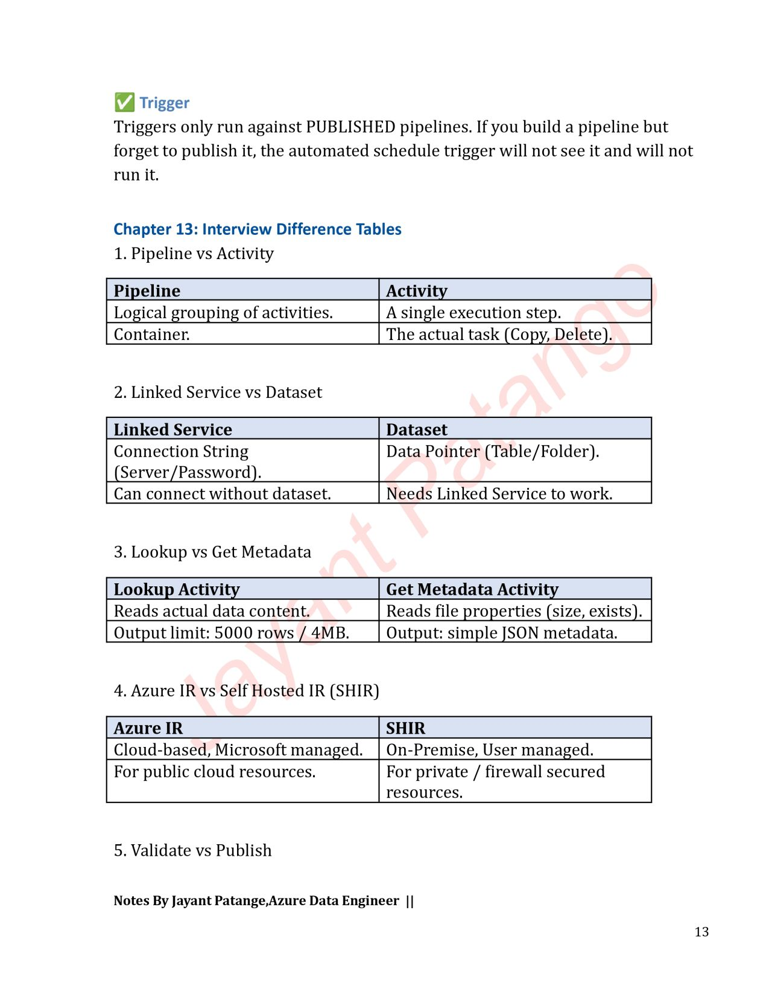 ✅ Trigger
Triggers only run against PUBLISHED pipelines. If you build a pipeline but
forget to publish it, the automated schedule trigger will not see it and will not
run it.
Chapter 13: Interview Difference Tables
1. Pipeline vs Activity
Pipeline Activity
Logical grouping of activities. A single execution step.
Container. The actual task (Copy, Delete).
2. Linked Service vs Dataset
Linked Service Dataset
Connection String Data Pointer (Table/Folder).
(Server/Password).
Can connect without dataset. Needs Linked Service to work.
3. Lookup vs Get Metadata
Lookup Activity Get Metadata Activity
Reads actual data content. Reads file properties (size, exists).
Output limit: 5000 rows / 4MB. Output: simple JSON metadata.
4. Azure IR vs Self Hosted IR (SHIR)
Azure IR SHIR
Cloud-based, Microsoft managed. On-Premise, User managed.
For public cloud resources. For private / firewall secured
resources.
5. Validate vs Publish
Notes By Jayant Patange,Azure Data Engineer ||
13
Jayant Patango